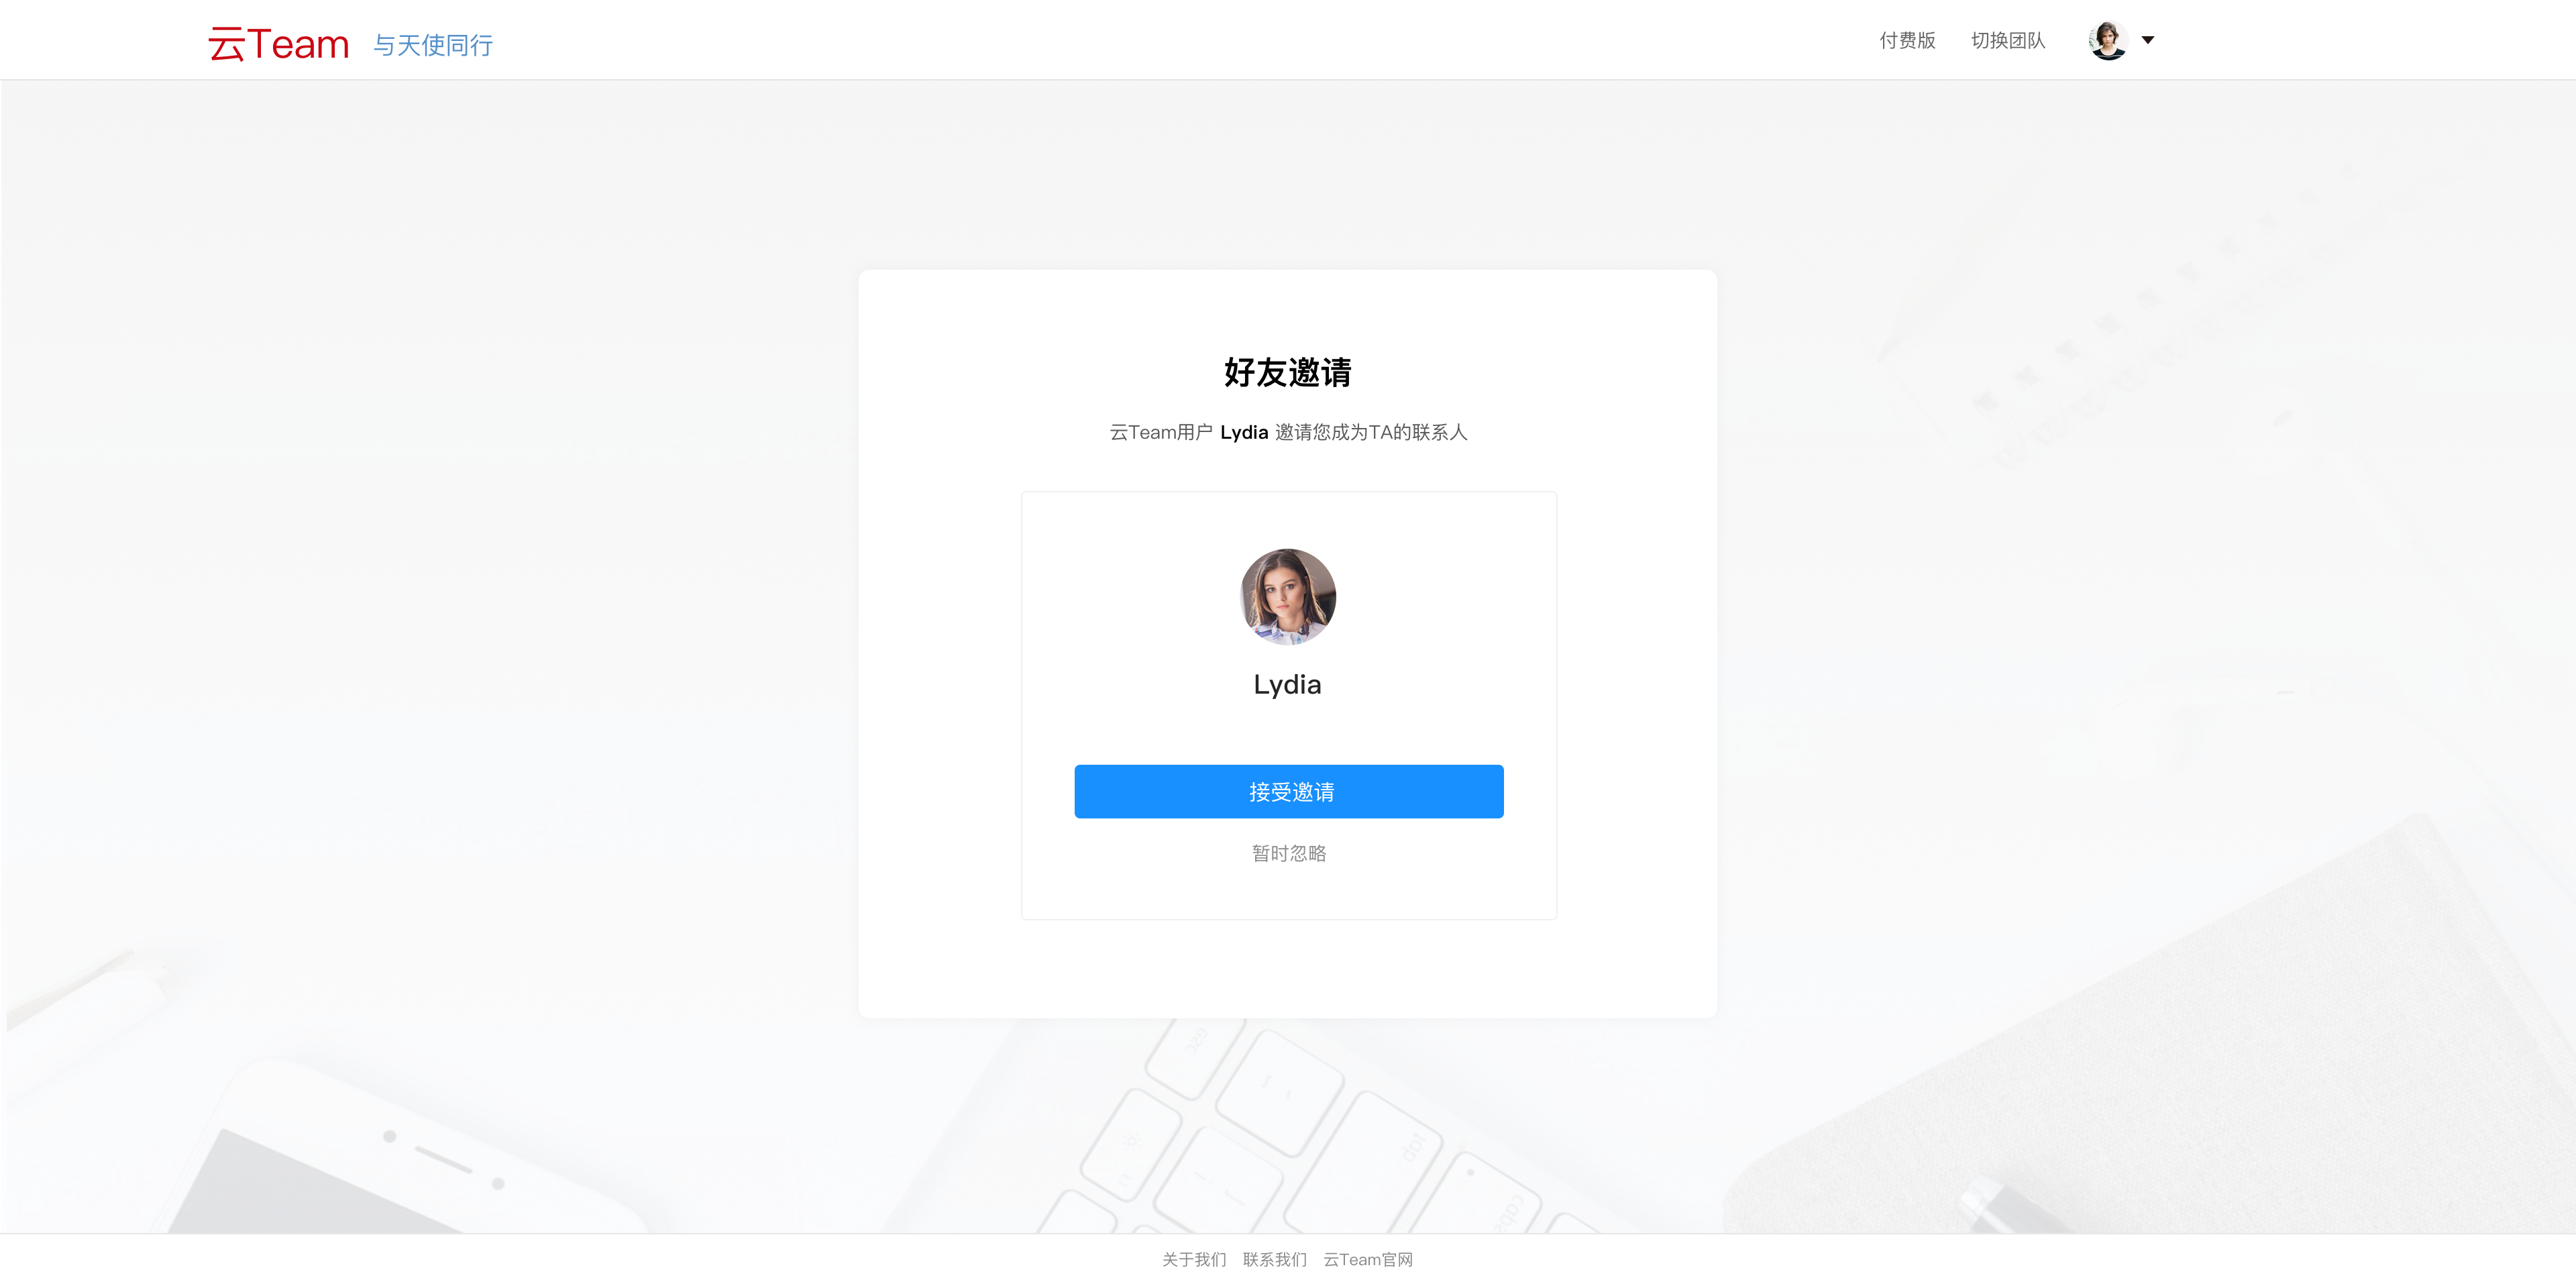 云Team 与天使同行 付费版 切换团队
好友邀请
云Team用户 Lydia 邀请您成为TA的联系人
Lydia
接受邀请
暂时忽略
关于我们 联系我们 云Team官网